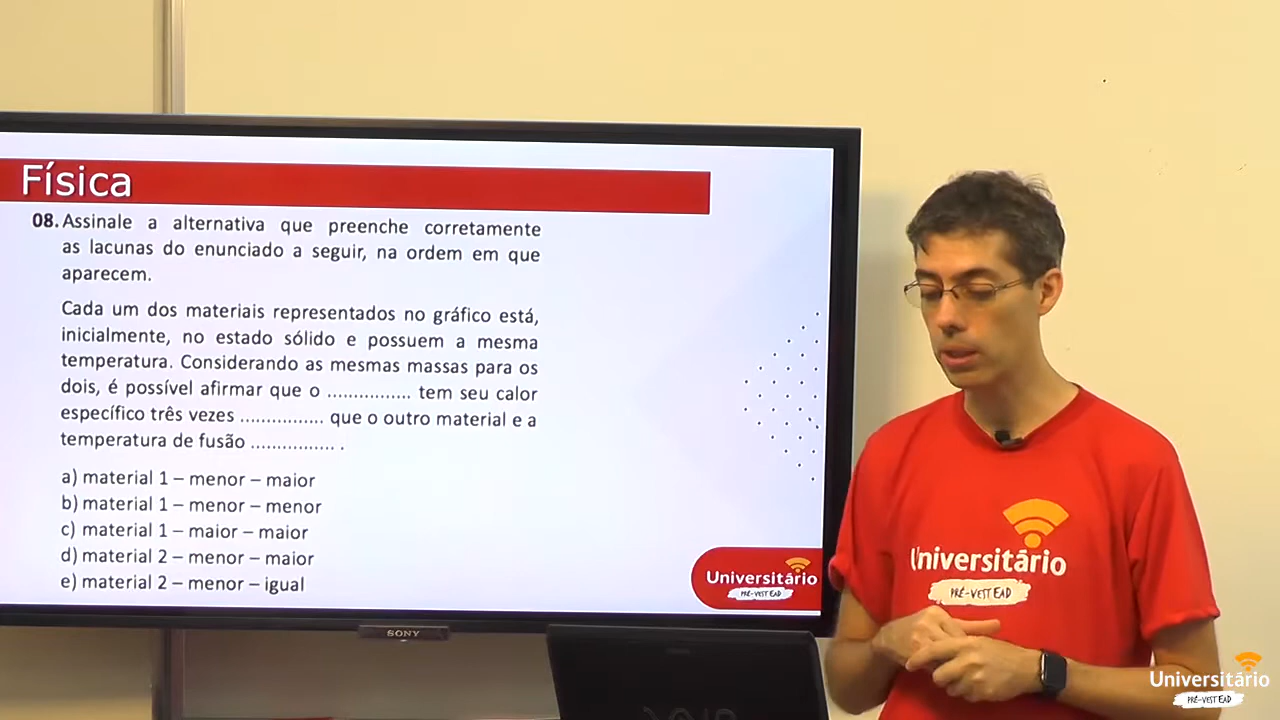 Física
08. Assinale a alternativa que preenche corretamente
as lacunas do enunciado a seguir, na ordem em que
aparecem.
Cada um dos materiais representados no gráfico está,
inicialmente, no estado sólido e possuem a mesma
temperatura. Considerando as mesmas massas para os
dois, é possível afirmar que o ................ tem seu calor
específico três vezes ................ que o outro material e a
temperatura de fusão ................ .
a) material 1 – menor – maior
b) material 1 – menor – menor
c) material 1 – maior – maior
d) material 2 – menor – maior
e) material 2 – menor – igual
Universitário
PRÉ-VEST EAD
SONY
VAIO
Universitário
PRÉ-VEST EAD
Universitário
PRÉ-VEST EAD